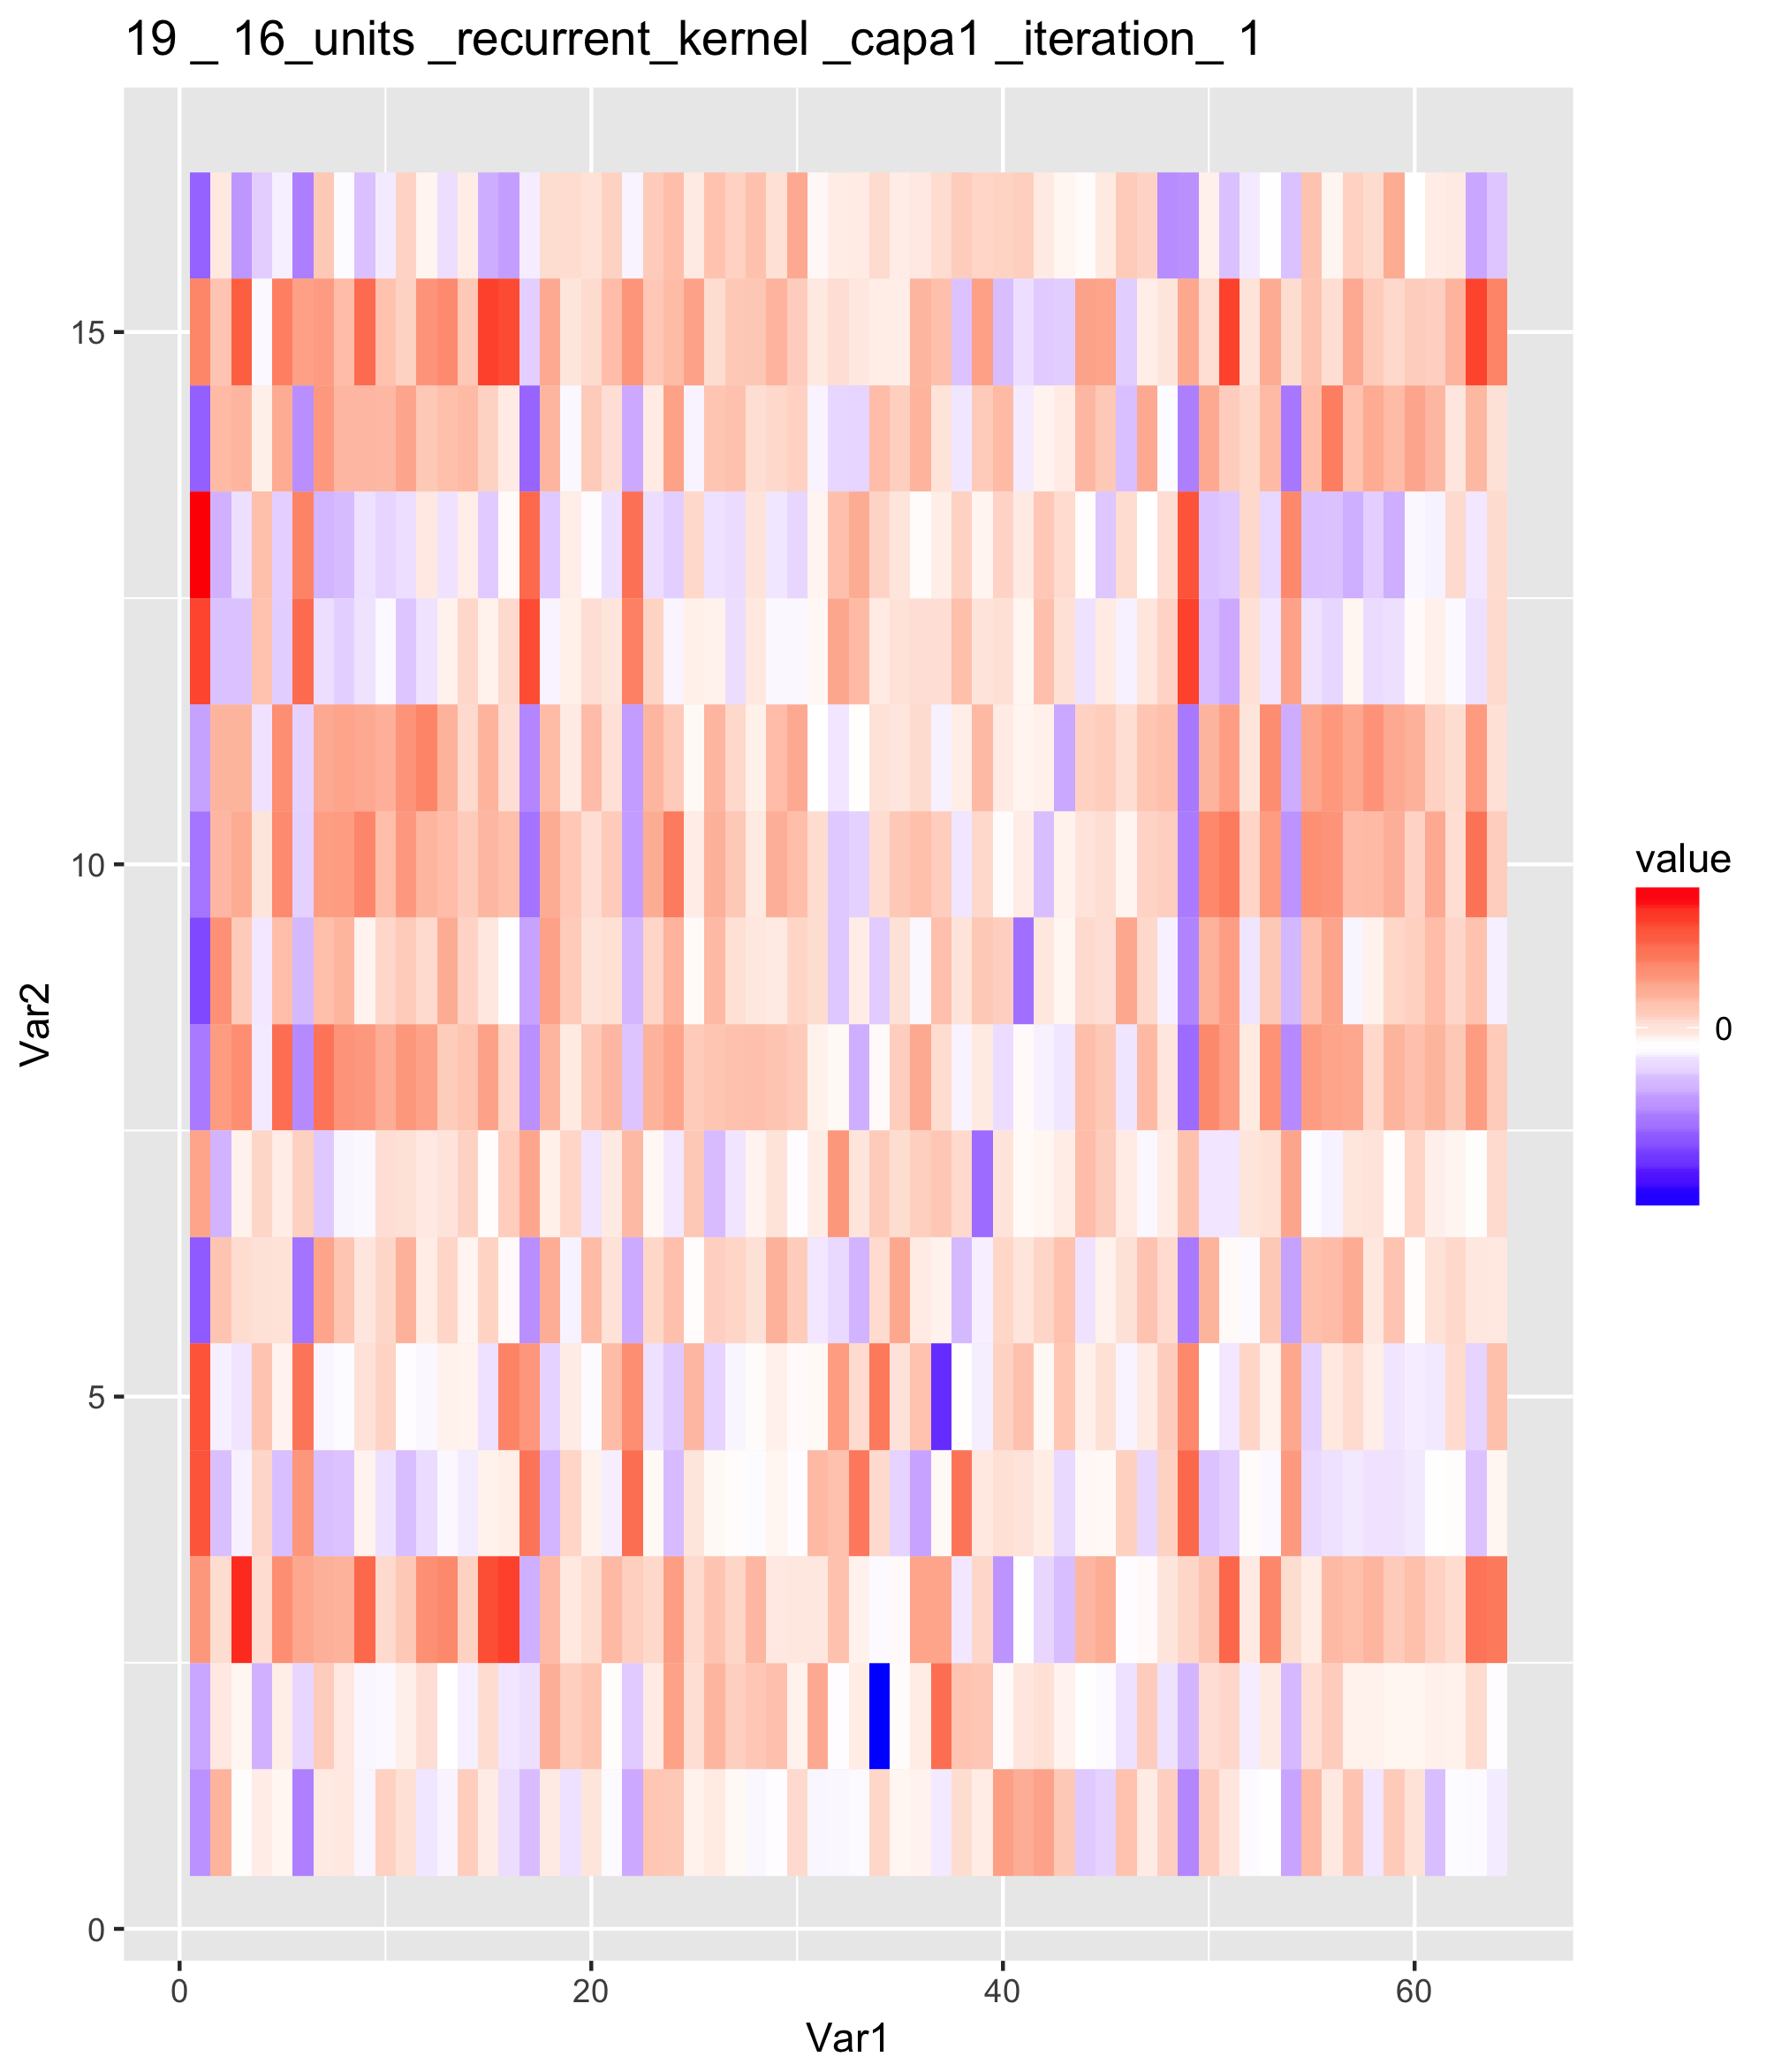 19 _ 16_units _recurrent_kernel _capa1 _iteration_ 1
15
10
5
0
Var2
0
20
40
60
Var1
value
0